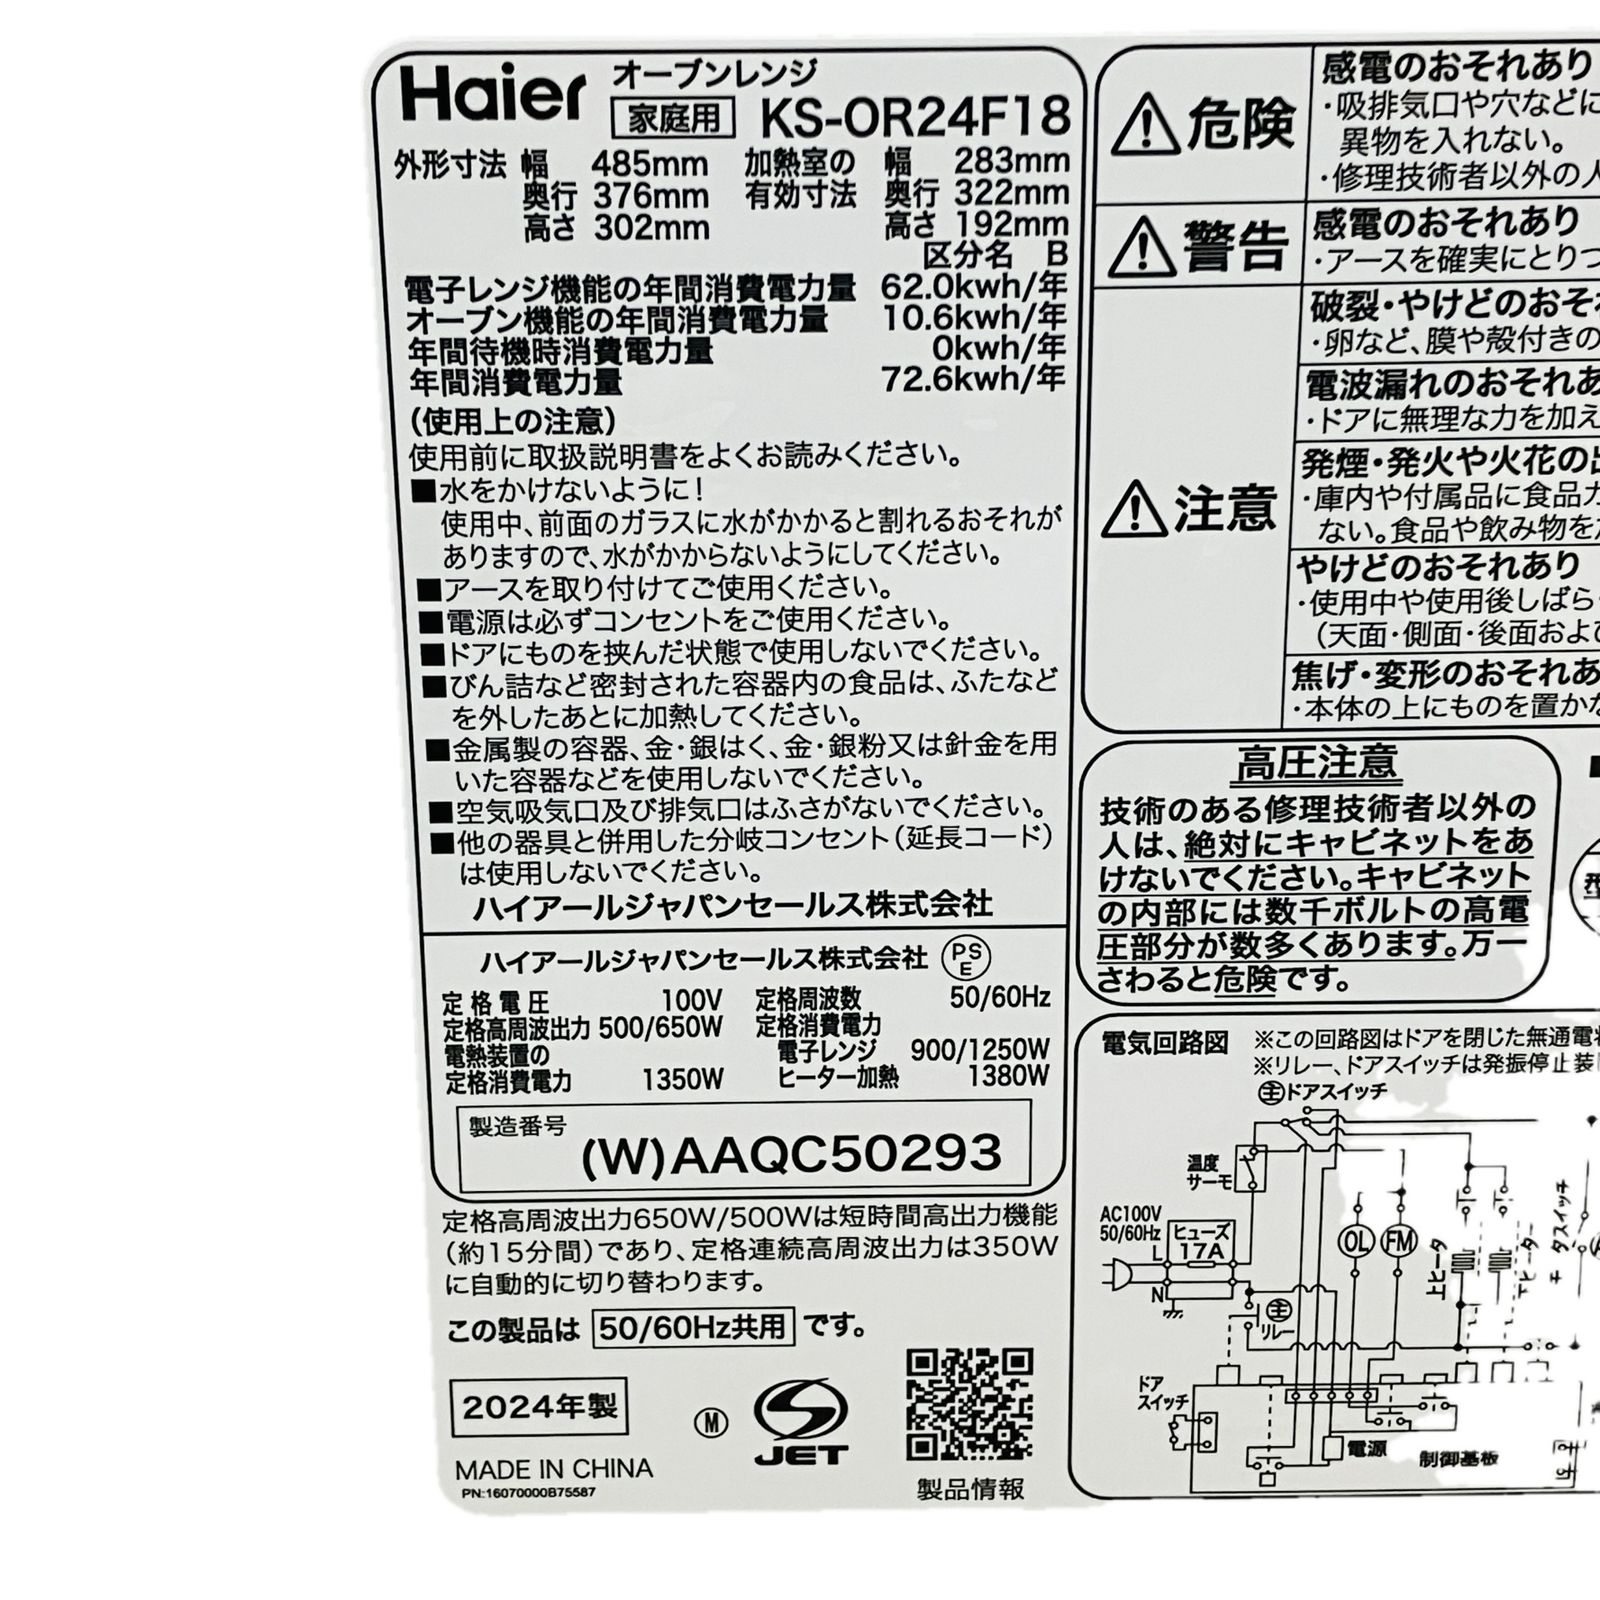 Haier オーブンレンジ
家庭用 KS-OR24F18
外形寸法 幅 485mm 加熱室の 幅 283mm
奥行 376mm 有効寸法 奥行 322mm
高さ 302mm 高さ 192mm
区分名 B
電子レンジ機能の年間消費電力量 62.0kwh/年
オーブン機能の年間消費電力量 10.6kwh/年
年間待機時消費電力量 0kwh/年
年間消費電力量 72.6kwh/年
(使用上の注意)
使用前に取扱説明書をよくお読みください。
■水をかけないように!
使用中、前面のガラスに水がかかると割れるおそれが
ありますので、水がかからないようにしてください。
■アースを取り付けてご使用ください。
■電源は必ずコンセントをご使用ください。
■ドアにものを挟んだ状態で使用しないでください。
■びん詰など密封された容器内の食品は、ふたなど
を外したあとに加熱してください。
■金属製の容器、金・銀はく、金・銀粉又は針金を用
いた容器などを使用しないでください。
■空気吸気口及び排気口はふさがないでください。
■他の器具と併用した分岐コンセント(延長コード)
は使用しないでください。
ハイアールジャパンセールス株式会社
ハイアールジャパンセールス株式会社 PSE
定格電圧 100V 定格周波数 50/60Hz
定格高周波出力 500/650W 定格消費電力
電熱装置の 電子レンジ 900/1250W
定格消費電力 1350W ヒーター加熱 1380W
製造番号
(W)AAQC50293
定格高周波出力650W/500Wは短時間高出力機能
(約15分間)であり、定格連続高周波出力は350W
に自動的に切り替わります。
この製品は 50/60Hz共用 です。
2024年製
M
JET
MADE IN CHINA
PN:16070000B75587
製品情報
危険
感電のおそれあり
・吸排気口や穴などに
異物を入れない。
・修理技術者以外の人
警告
感電のおそれあり
・アースを確実にとりつ
注意
破裂・やけどのおそれ
・卵など、膜や殻付きの
電波漏れのおそれあ
・ドアに無理な力を加え
発煙・発火や火花の出
・庫内や付属品に食品カ
ない。食品や飲み物を
やけどのおそれあり
・使用中や使用後しばら
(天面・側面・後面およ
焦げ・変形のおそれあ
・本体の上にものを置かな
高圧注意
技術のある修理技術者以外の
人は、絶対にキャビネットをあ
けないでください。キャビネット
の内部には数千ボルトの高電
圧部分が数多くあります。万一
さわると危険です。
電気回路図 ※この回路図はドアを閉じた無通電
※リレー、ドアスイッチは発振停止装
主ドアスイッチ
温度
サーモ
AC100V
50/60Hz
L
N
ヒューズ
17A
OL
FM
上ヒータ
主
リレー
ドア
スイッチ
電源
制御基板